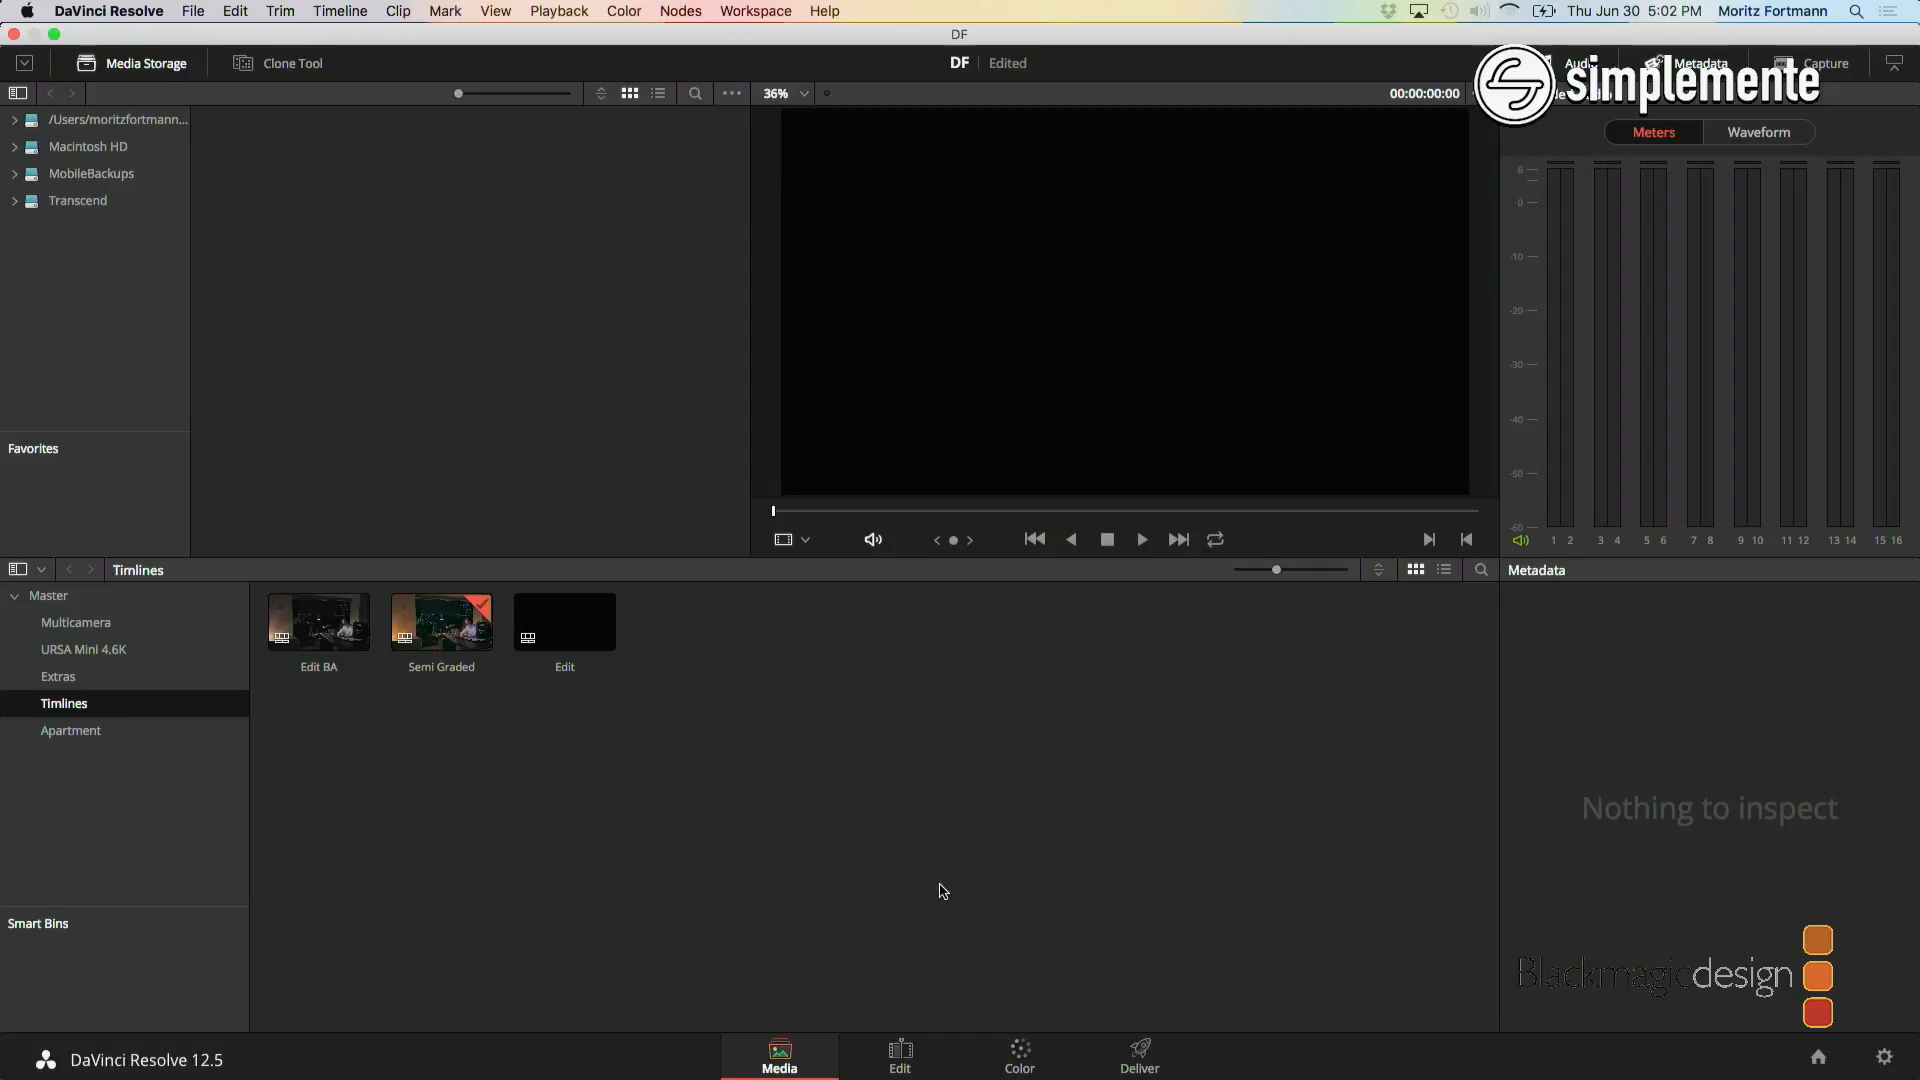 DaVinci Resolve File Edit Trim Timeline Clip Mark View Playback Color Nodes Workspace Help Thu Jun 30 5:02 PM Moritz Fortmann
DF
Media Storage Clone Tool DF Edited Metadata Capture
simplemente
36% 00:00:00:00
/Users/moritzfortmann...
Macintosh HD
MobileBackups
Transcend
Meters Waveform
6
0
-10
-20
-30
-40
-50
-60
1 2 3 4 5 6 7 8 9 10 11 12 13 14 15 16
Favorites
Timlines
Metadata
Master
Multicamera
URSA Mini 4.6K
Extras
Timlines
Apartment
Edit BA Semi Graded Edit
Nothing to inspect
Smart Bins
Blackmagicdesign
DaVinci Resolve 12.5
Media Edit Color Deliver